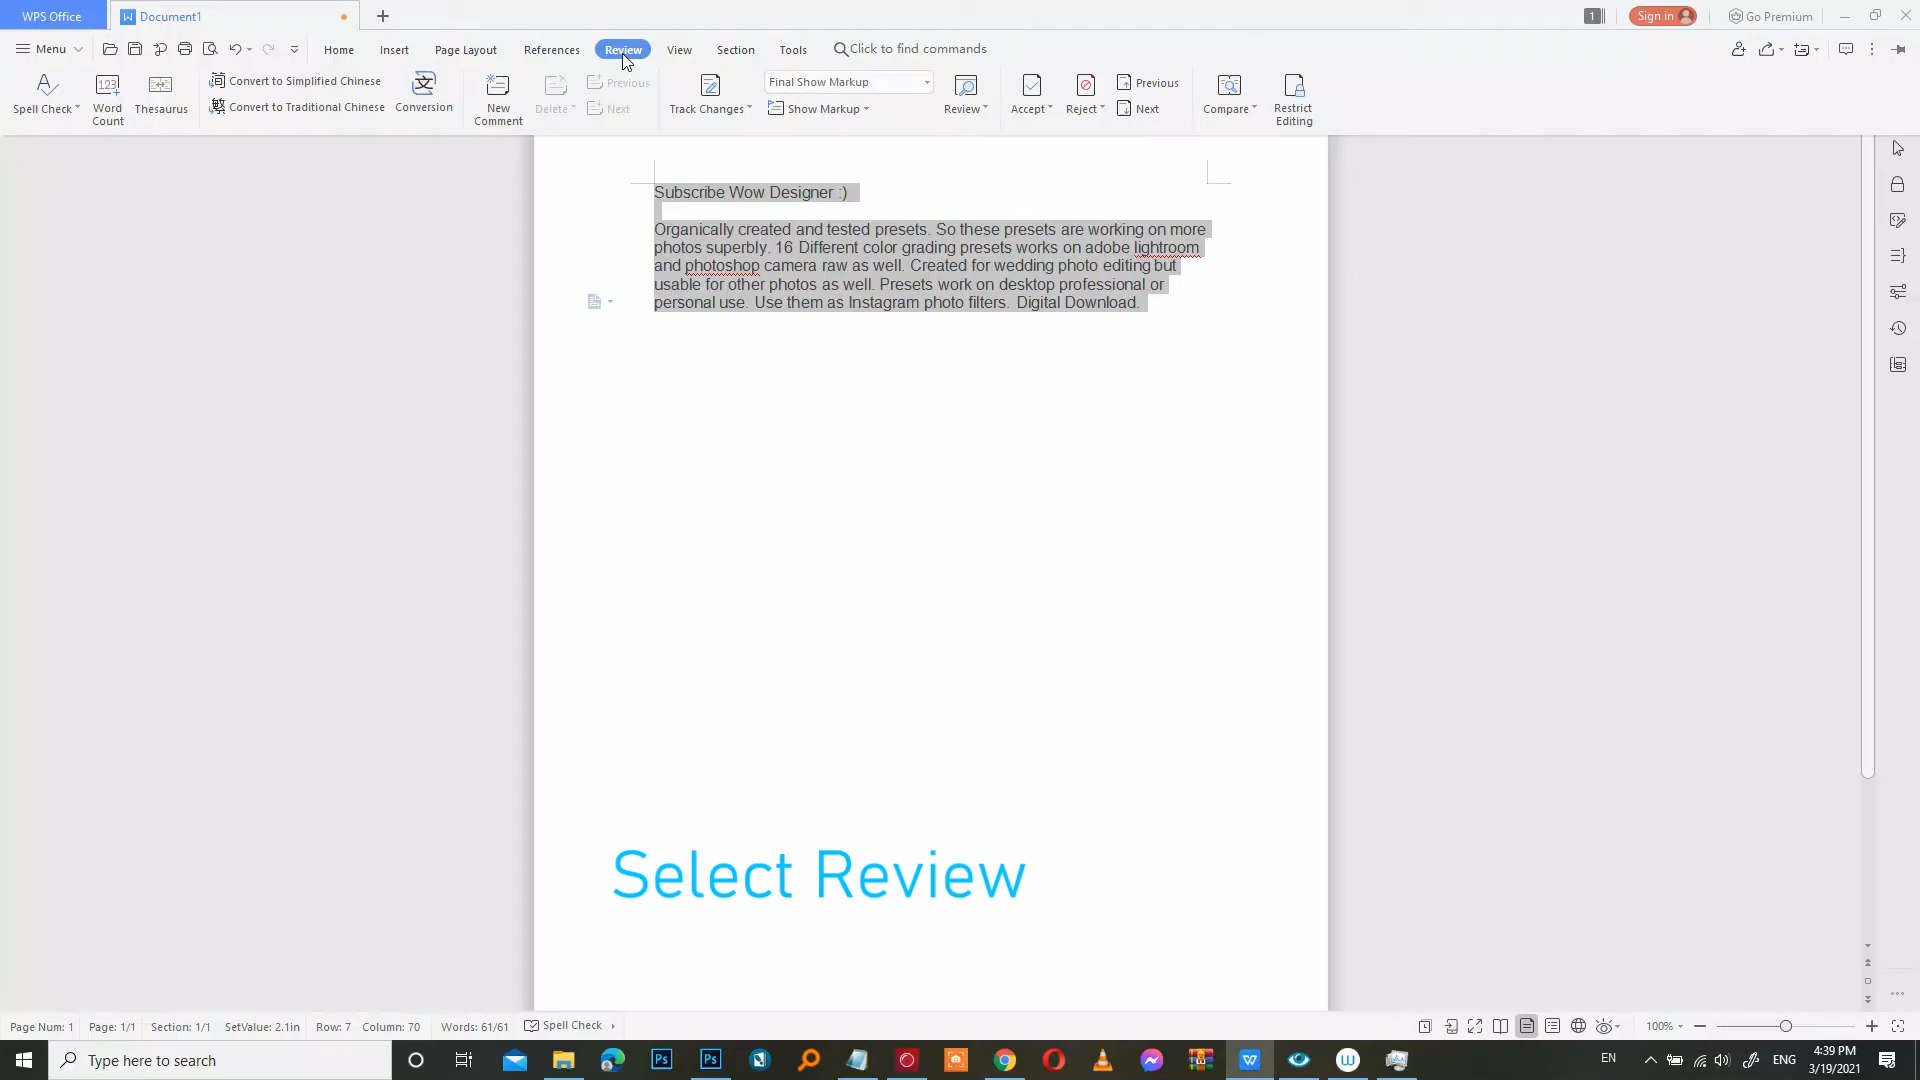 WPS Office
Document1
1
Sign in
Go Premium
Menu
Home
Insert
Page Layout
References
Review
View
Section
Tools
Click to find commands
Spell Check
123
Word Count
Thesaurus
Convert to Simplified Chinese
Convert to Traditional Chinese
Conversion
New Comment
Delete
Previous
Next
Track Changes
Final Show Markup
Show Markup
Review
Accept
Reject
Previous
Next
Compare
Restrict Editing
Subscribe Wow Designer :)
Organically created and tested presets. So these presets are working on more
photos superbly. 16 Different color grading presets works on adobe lightroom
and photoshop camera raw as well. Created for wedding photo editing but
usable for other photos as well. Presets work on desktop professional or
personal use. Use them as Instagram photo filters. Digital Download.
Select Review
Page Num: 1
Page: 1/1
Section: 1/1
SetValue: 2.1in
Row: 7
Column: 70
Words: 61/61
Spell Check
100%
Type here to search
Ps
Ps
EN
ENG
4:39 PM
3/19/2021